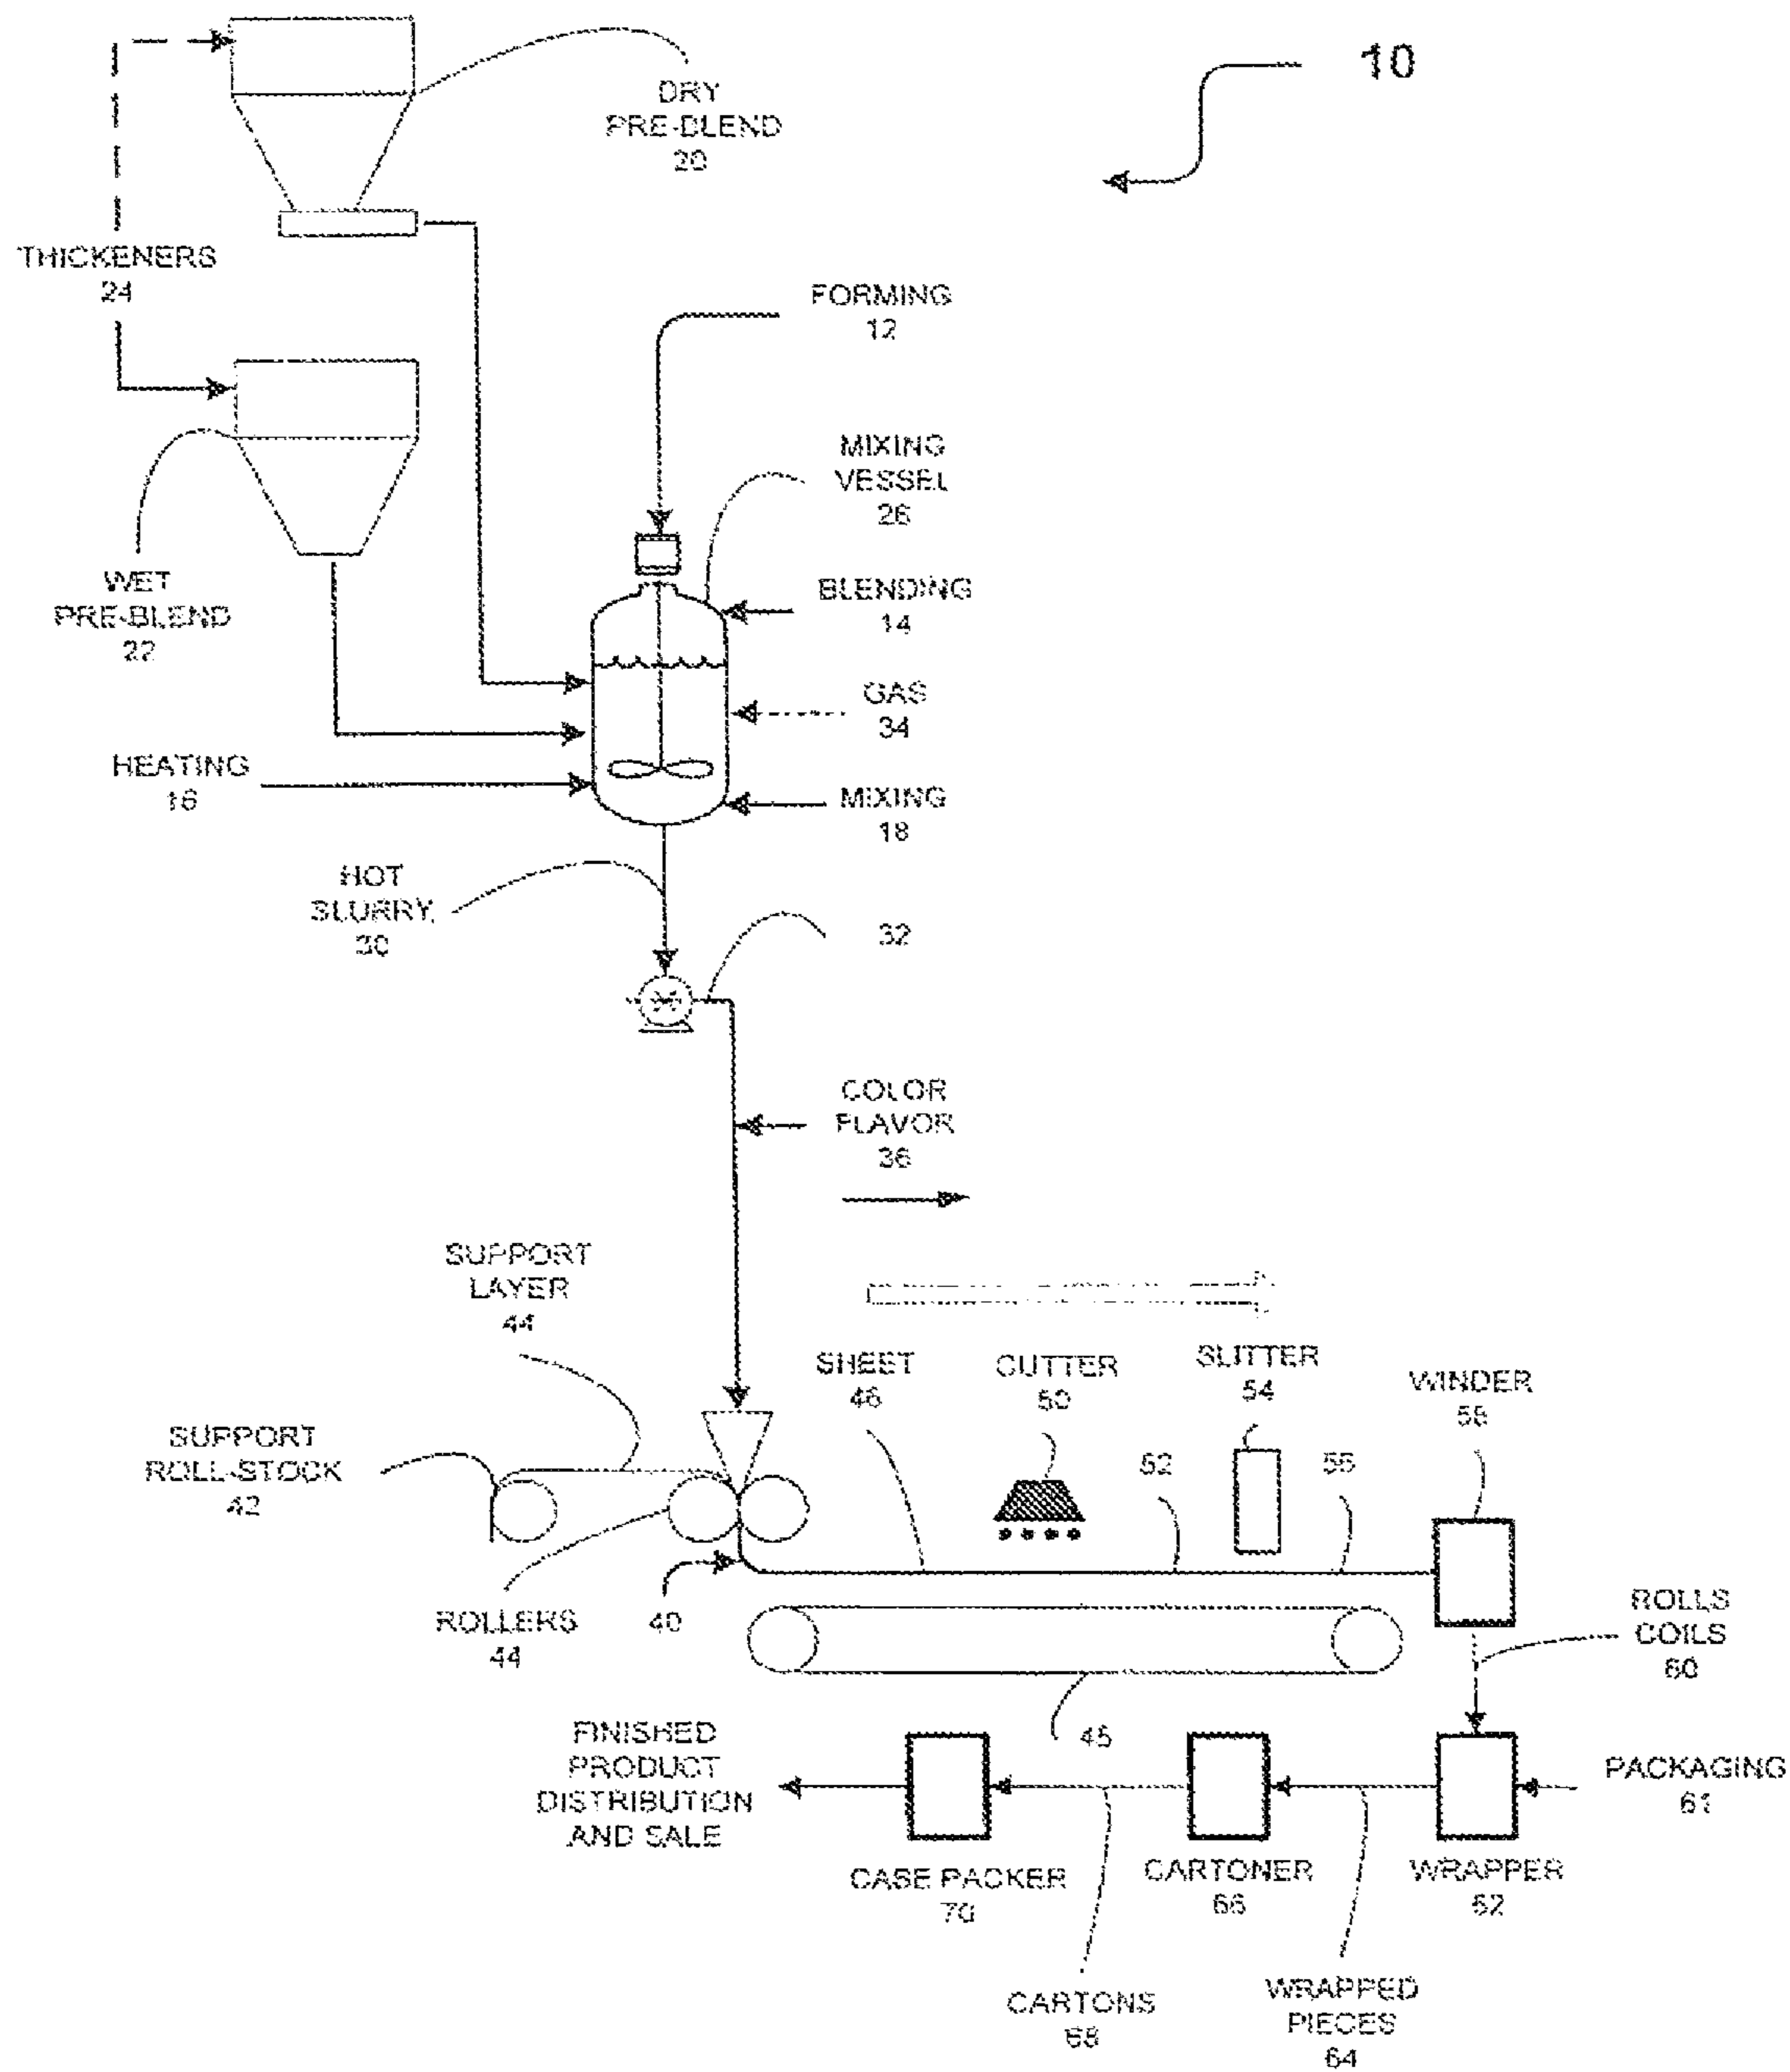 10
DRY
PRE-BLEND
20
THICKENERS
24
FORMING
12
MIXING
VESSEL
26
WET
PRE-BLEND
22
BLENDING
14
GAS
34
HEATING
16
MIXING
18
HOT
SLURRY,
30
32
COLOR
FLAVOR
36
SUPPORT
LAYER
44
SHEET
46
CUTTER
50
SLITTER
54
WINDER
58
SUPPORT
ROLL-STOCK
42
52
56
ROLLERS
44
40
ROLLS
COILS
60
45
FINISHED
PRODUCT
DISTRIBUTION
AND SALE
PACKAGING
61
CASE PACKER
70
CARTONER
66
WRAPPER
62
CARTONS
68
WRAPPED
PIECES
64